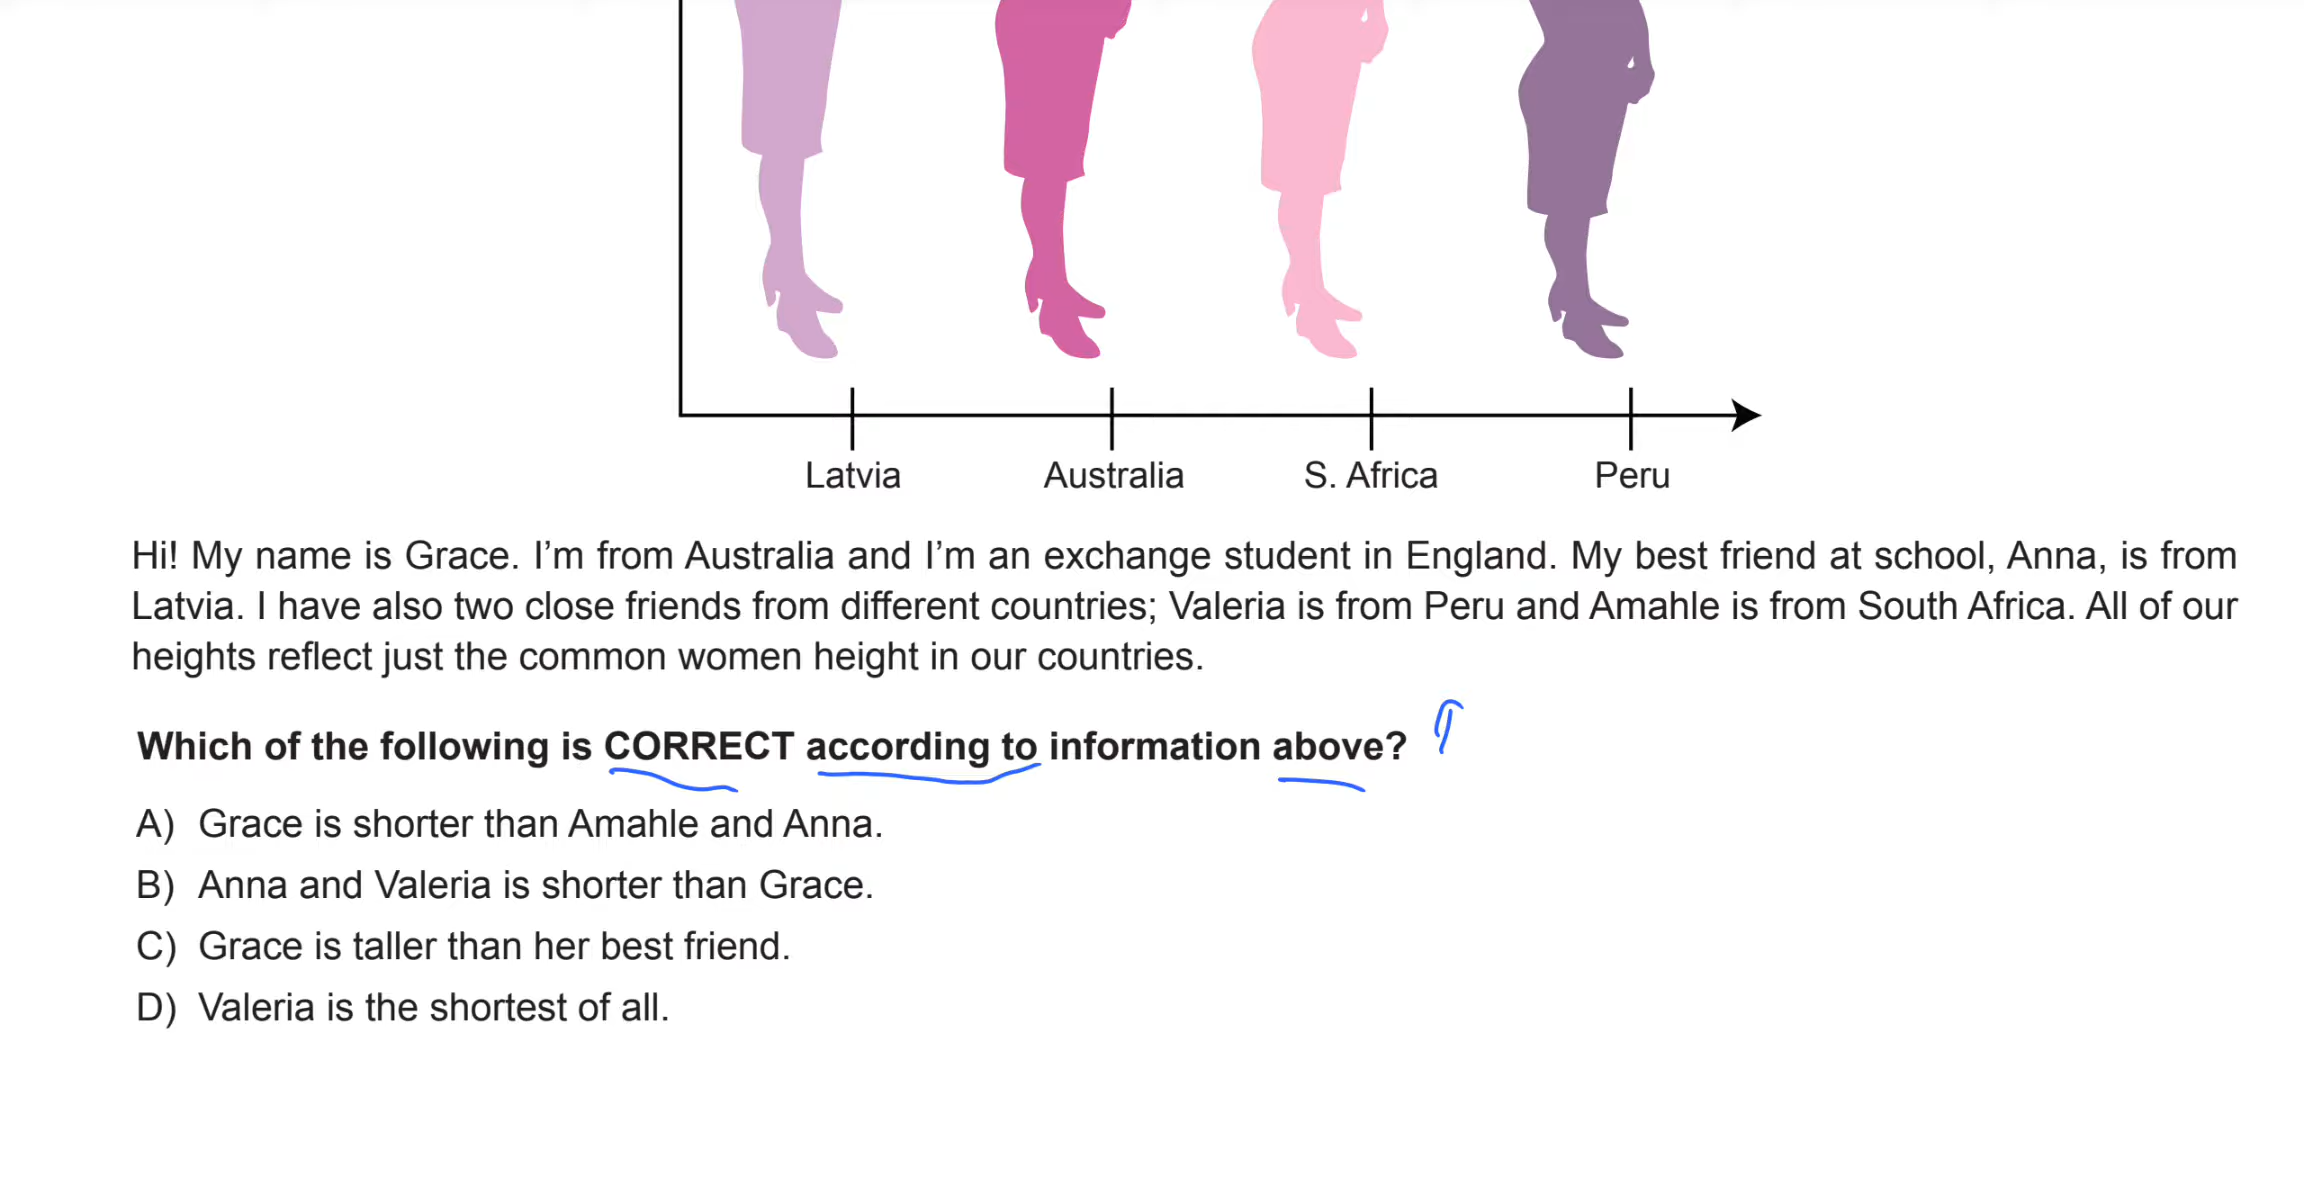 Latvia Australia S. Africa Peru
Hi! My name is Grace. I’m from Australia and I’m an exchange student in England. My best friend at school, Anna, is from
Latvia. I have also two close friends from different countries; Valeria is from Peru and Amahle is from South Africa. All of our
heights reflect just the common women height in our countries.
Which of the following is CORRECT according to information above?
A) Grace is shorter than Amahle and Anna.
B) Anna and Valeria is shorter than Grace.
C) Grace is taller than her best friend.
D) Valeria is the shortest of all.